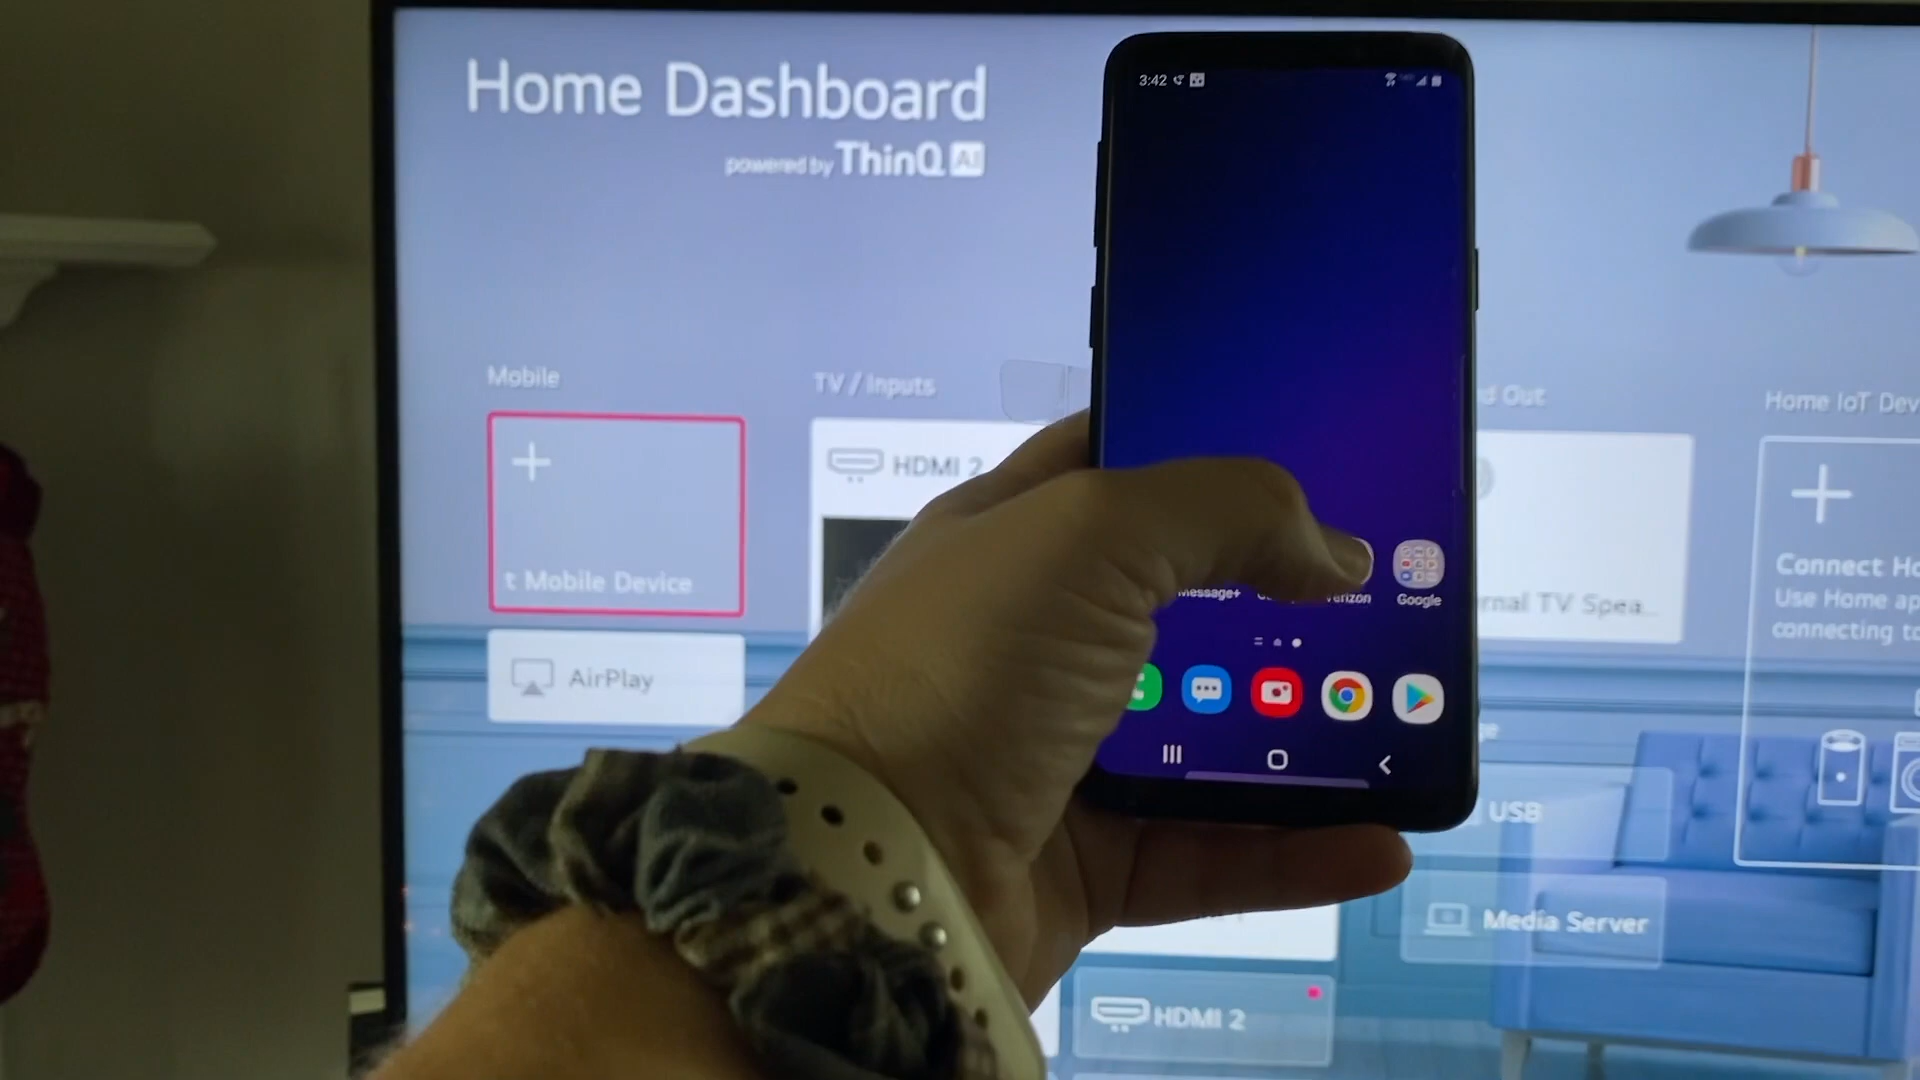 Home Dashboard
powered by ThinQ AI
3:42
Mobile
TV / Inputs
d Out
Home IoT Dev
HDMI 2
t Mobile Device
AirPlay
Message+
verizon
Google
rnal TV Spea...
Connect Ho
Use Home ap
connecting to
USB
Media Server
HDMI 2